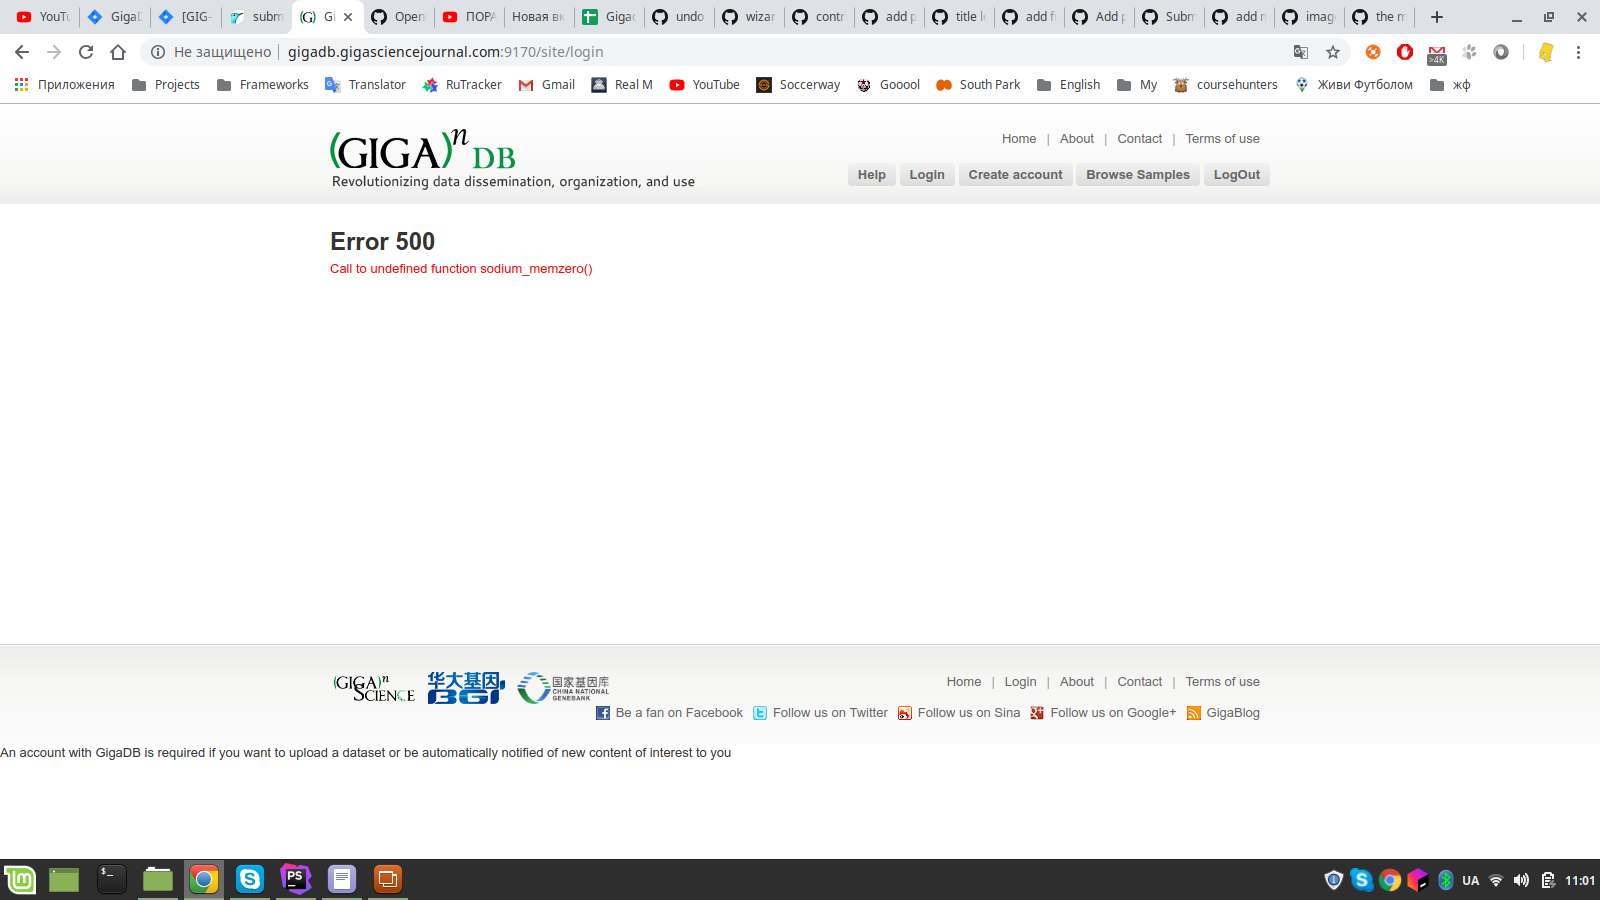 YouTu
GigaD
[GIG-
subm
Gi
Open
ПОРА
Новая вк
Gigad
undo
wizar
contr
add p
title le
add fu
Add p
Subm
add n
imag
the m
Не защищено
gigadb.gigasciencejournal.com:9170/site/login
>4K
Приложения
Projects
Frameworks
Translator
RuTracker
Gmail
Real M
YouTube
Soccerway
Gooool
South Park
English
My
coursehunters
Живи Футболом
жф
(GIGA)n DB
Revolutionizing data dissemination, organization, and use
Home | About | Contact | Terms of use
Help Login Create account Browse Samples LogOut
Error 500
Call to undefined function sodium_memzero()
(GIGA)n SCIENCE
华大基因 BGI
国家基因库
CHINA NATIONAL
GENEBANK
Home | Login | About | Contact | Terms of use
Be a fan on Facebook Follow us on Twitter Follow us on Sina Follow us on Google+ GigaBlog
An account with GigaDB is required if you want to upload a dataset or be automatically notified of new content of interest to you
PS
UA
11:01